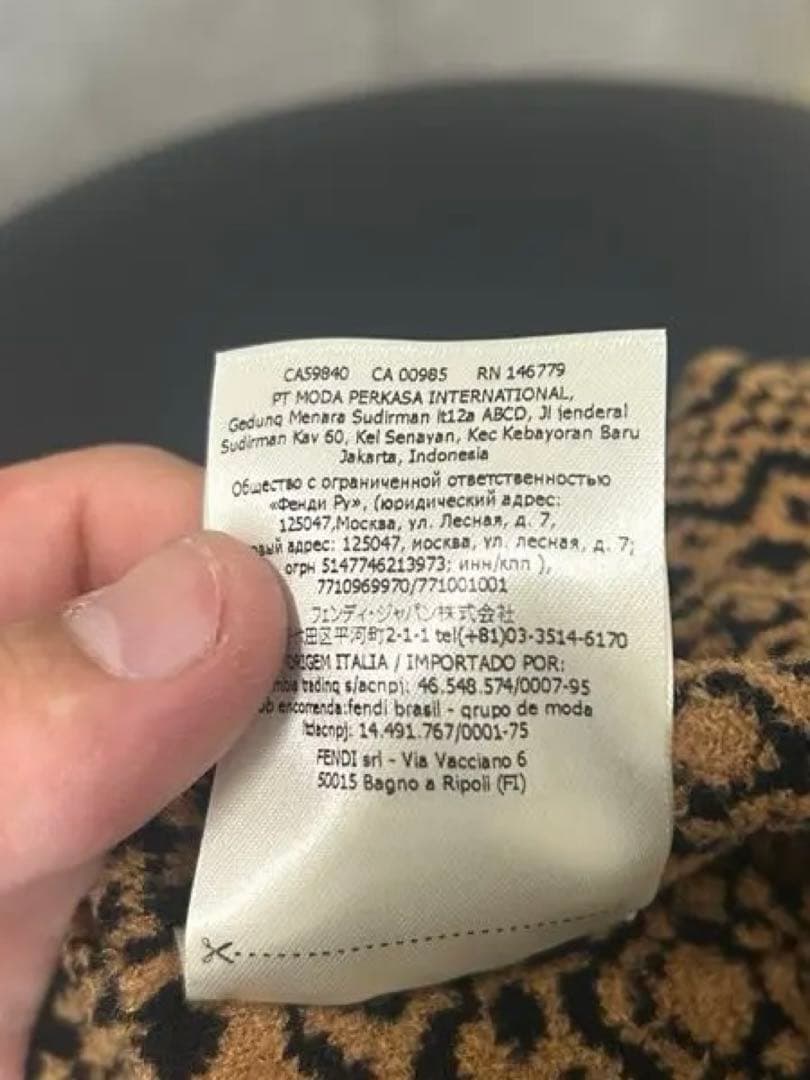 CA59840 CA 00985 RN 146779
PT MODA PERKASA INTERNATIONAL,
Gedung Menara Sudirman lt12a ABCD, Jl jenderal
Sudirman Kav 60, Kel Senayan, Kec Kebayoran Baru
Jakarta, Indonesia
Общество с ограниченной ответственностью
«Фенди Ру», (юридический адрес:
125047,Москва, ул. Лесная, д. 7,
адрес: 125047, москва, ул. лесная, д. 7;
огрн 5147746213973; инн/кпп ),
7710969970/771001001
フェンディ・ジャパン株式会社
田区平河町2-1-1 tel(+81)03-3514-6170
ITALIA / IMPORTADO POR:
trading s/acnpj: 46.548.574/0007-95
encomenda:fendi brasil - grupo de moda
ltdacnpj: 14.491.767/0001-75
FENDI srl - Via Vacciano 6
50015 Bagno a Ripoli (FI)